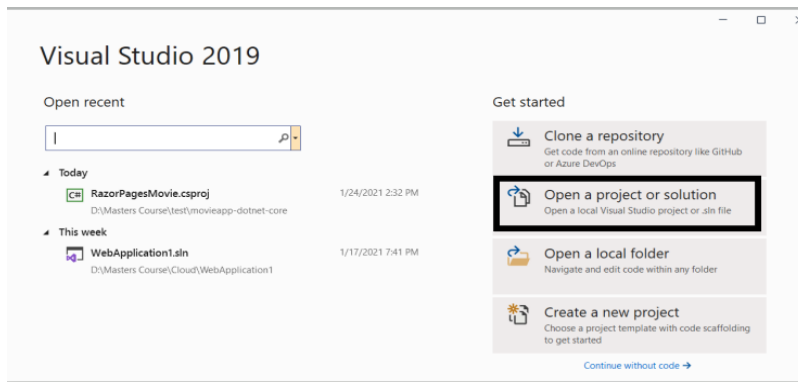 Visual Studio 2019
Open recent
Today
RazorPagesMovie.csproj 1/24/2021 2:32 PM
D:\Masters Course\test\movieapp-dotnet-core
This week
WebApplication1.sln 1/17/2021 7:41 PM
D:\Masters Course\Cloud\WebApplication1
Get started
Clone a repository
Get code from an online repository like GitHub
or Azure DevOps
Open a project or solution
Open a local Visual Studio project or .sln file
Open a local folder
Navigate and edit code within any folder
Create a new project
Choose a project template with code scaffolding
to get started
Continue without code →